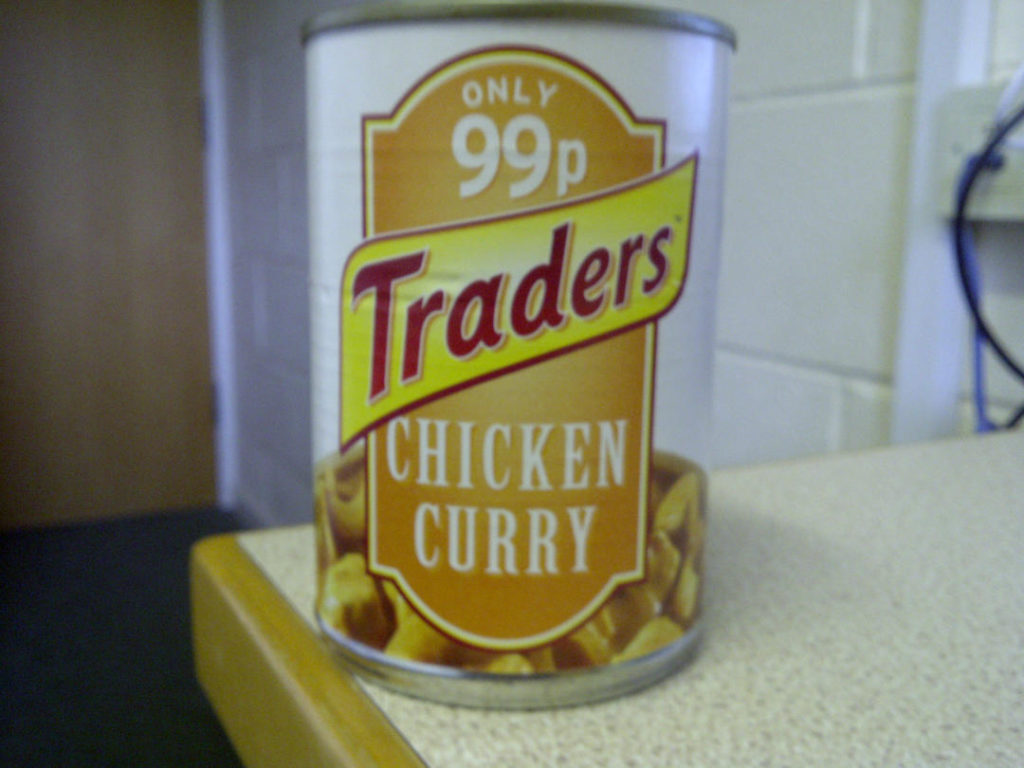 ONLY
99p
Traders
CHICKEN
CURRY